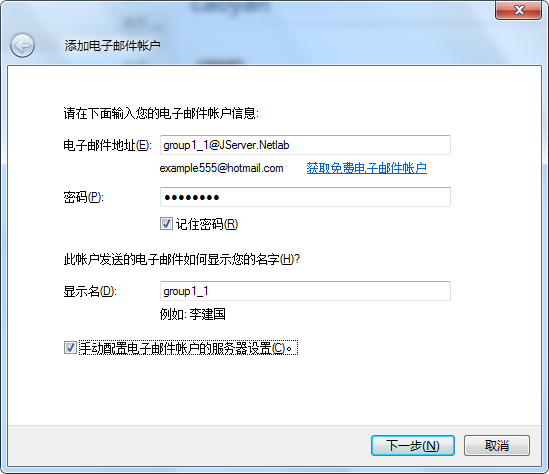 添加电子邮件帐户
请在下面输入您的电子邮件帐户信息:
电子邮件地址(E): group1_1@JServer.Netlab
example555@hotmail.com 获取免费电子邮件帐户
密码(P): ●●●●●●●●
记住密码(R)
此帐户发送的电子邮件如何显示您的名字(H)?
显示名(D): group1_1
例如: 李建国
手动配置电子邮件帐户的服务器设置(C)。
下一步(N) 取消